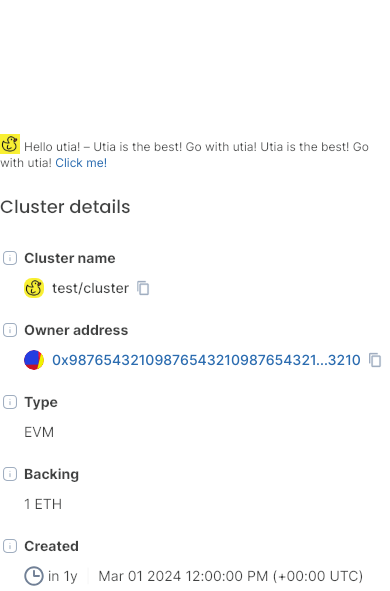 Hello utia! – Utia is the best! Go with utia! Utia is the best! Go
with utia! Click me!
Cluster details
Cluster name
test/cluster
Owner address
0x98765432109876543210987654321...3210
Type
EVM
Backing
1 ETH
Created
in 1y Mar 01 2024 12:00:00 PM (+00:00 UTC)